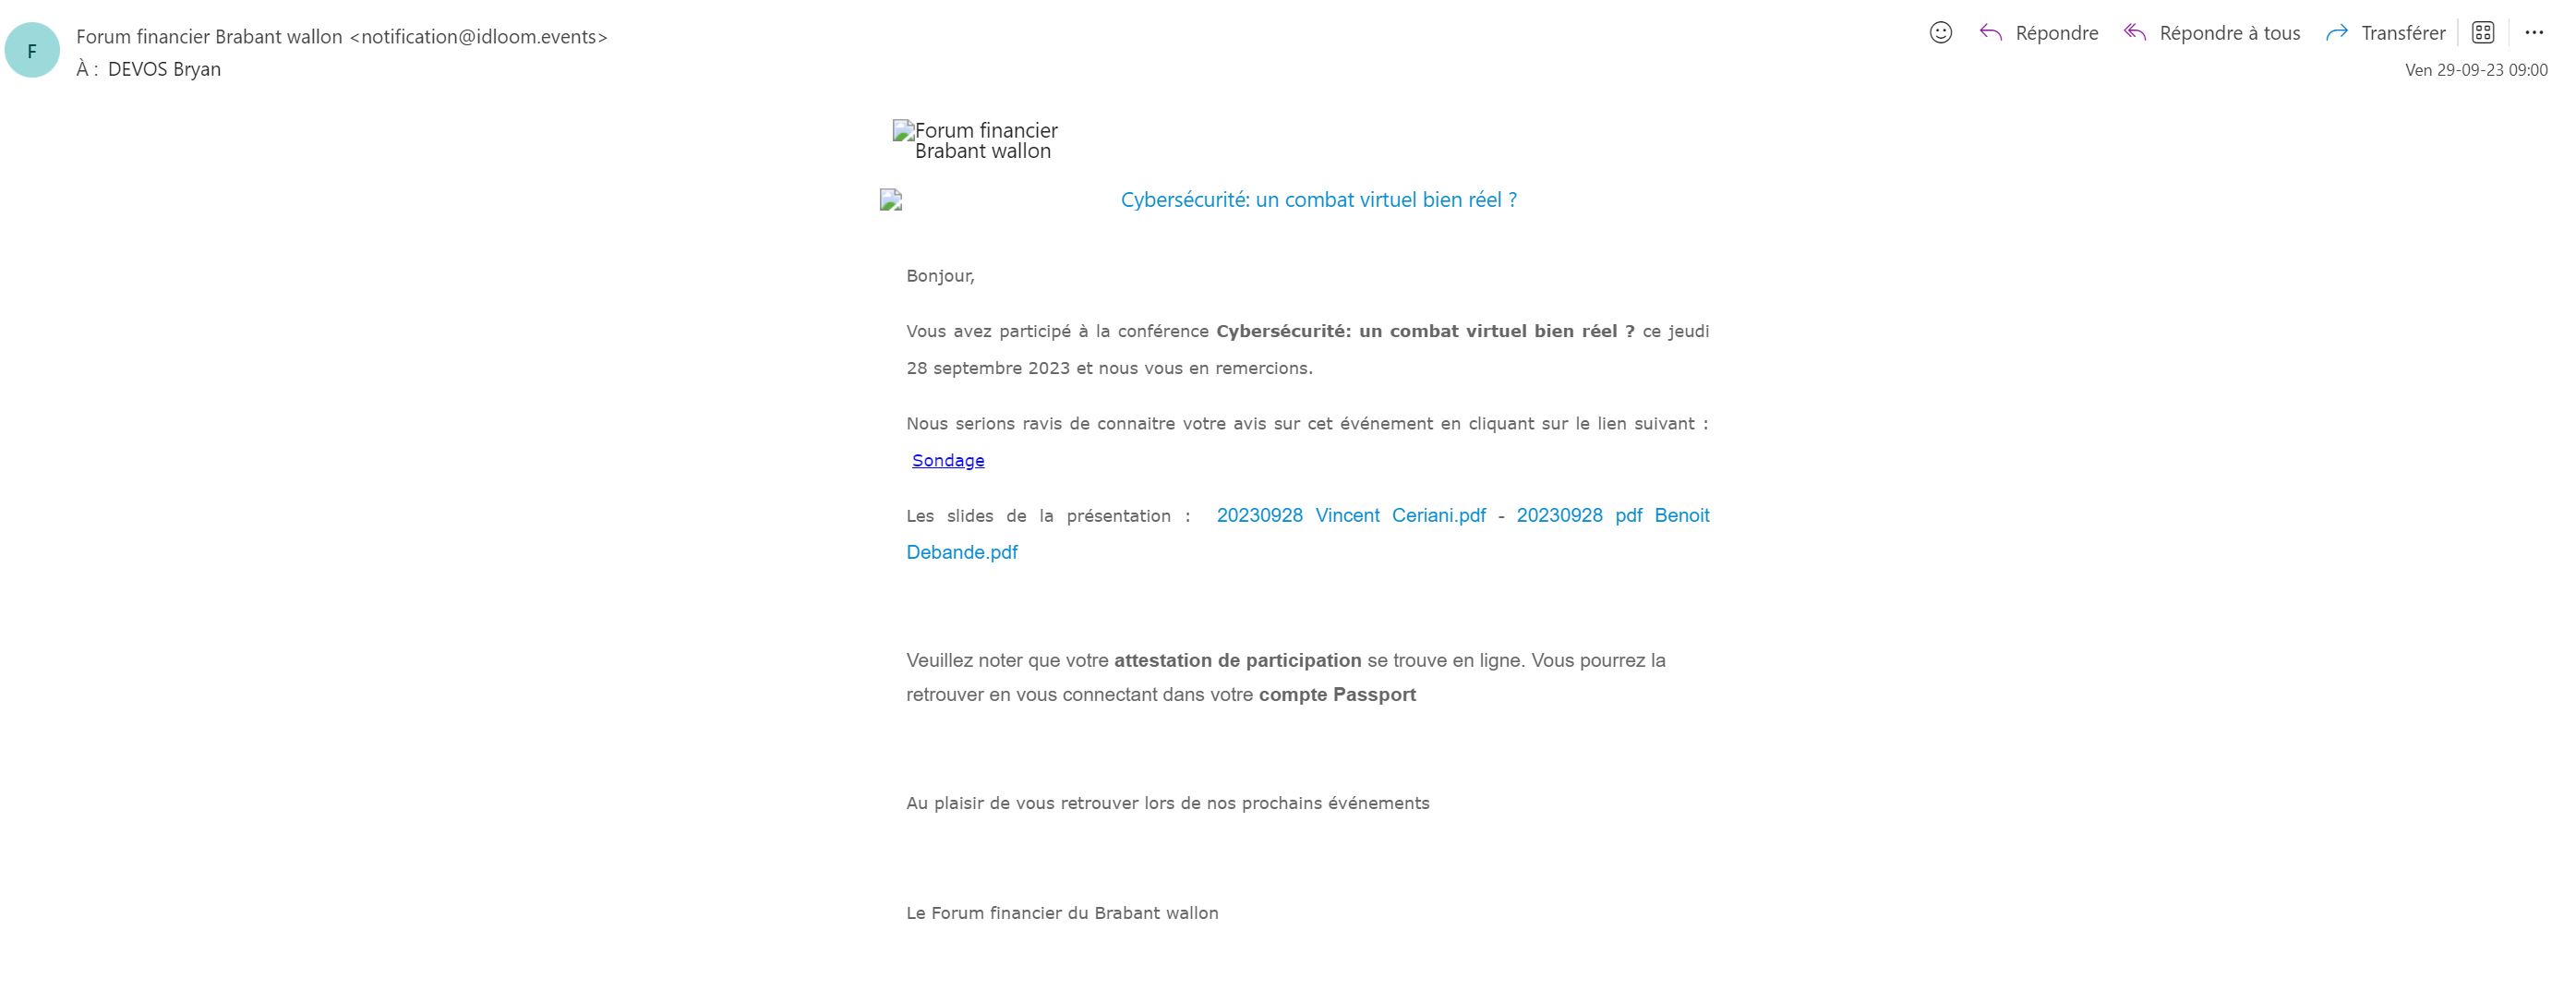 F
Forum financier Brabant wallon <notification@idloom.events>
À : DEVOS Bryan
Répondre
Répondre à tous
Transférer
Ven 29-09-23 09:00
Forum financier
Brabant wallon
Cybersécurité: un combat virtuel bien réel ?
Bonjour,
Vous avez participé à la conférence Cybersécurité: un combat virtuel bien réel ? ce jeudi
28 septembre 2023 et nous vous en remercions.
Nous serions ravis de connaitre votre avis sur cet événement en cliquant sur le lien suivant :
Sondage
Les slides de la présentation : 20230928 Vincent Ceriani.pdf - 20230928 pdf Benoit
Debande.pdf
Veuillez noter que votre attestation de participation se trouve en ligne. Vous pourrez la
retrouver en vous connectant dans votre compte Passport
Au plaisir de vous retrouver lors de nos prochains événements
Le Forum financier du Brabant wallon